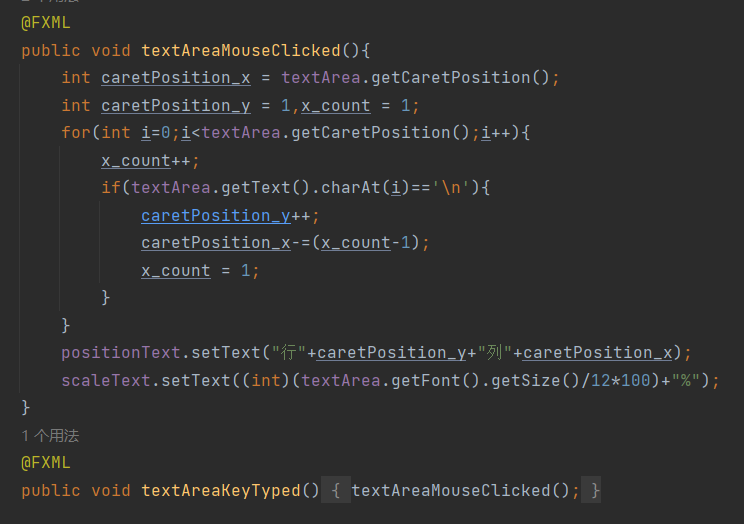 @FXML
public void textAreaMouseClicked(){
    int caretPosition_x = textArea.getCaretPosition();
    int caretPosition_y = 1,x_count = 1;
    for(int i=0;i<textArea.getCaretPosition();i++){
        x_count++;
        if(textArea.getText().charAt(i)=='\n'){
            caretPosition_y++;
            caretPosition_x-=(x_count-1);
            x_count = 1;
        }
    }
    positionText.setText("行"+caretPosition_y+"列"+caretPosition_x);
    scaleText.setText((int)(textArea.getFont().getSize()/12*100)+"%");
}
1 个用法
@FXML
public void textAreaKeyTyped() { textAreaMouseClicked(); }